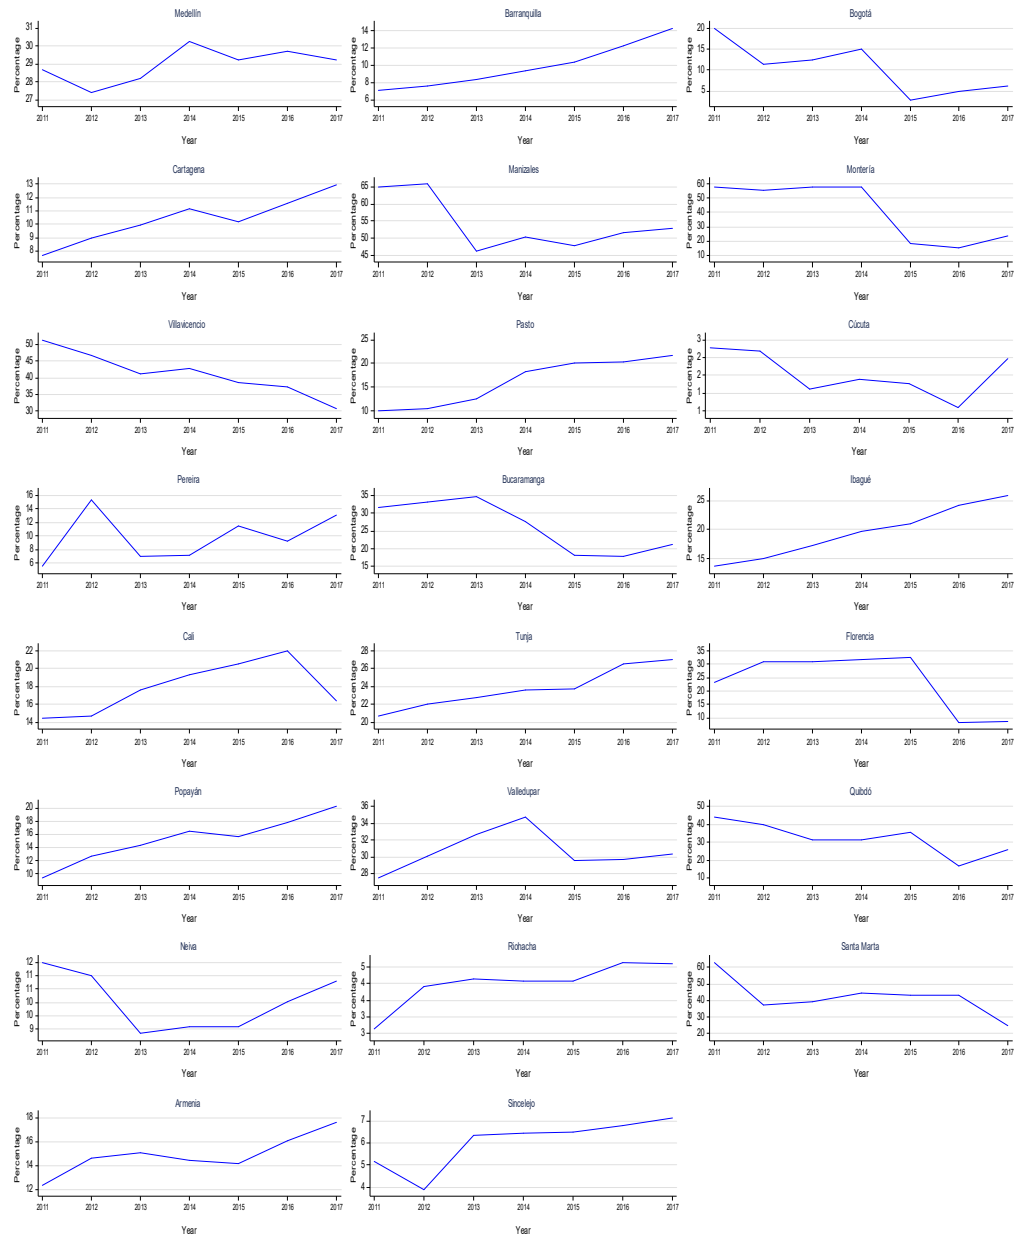 Medellín
Percentage
31
30
29
28
27
2011 2012 2013 2014 2015 2016 2017
Year
Barranquilla
Percentage
14
12
10
8
6
2011 2012 2013 2014 2015 2016 2017
Year
Bogotá
Percentage
20
15
10
5
2011 2012 2013 2014 2015 2016 2017
Year
Cartagena
Percentage
13
12
11
10
9
8
2011 2012 2013 2014 2015 2016 2017
Year
Manizales
Percentage
65
60
55
50
45
2011 2012 2013 2014 2015 2016 2017
Year
Montería
Percentage
60
50
40
30
20
10
2011 2012 2013 2014 2015 2016 2017
Year
Villavicencio
Percentage
50
45
40
35
30
2011 2012 2013 2014 2015 2016 2017
Year
Pasto
Percentage
25
20
15
10
2011 2012 2013 2014 2015 2016 2017
Year
Cúcuta
Percentage
3
2
2
1
1
2011 2012 2013 2014 2015 2016 2017
Year
Pereira
Percentage
16
14
12
10
8
6
2011 2012 2013 2014 2015 2016 2017
Year
Bucaramanga
Percentage
35
30
25
20
15
2011 2012 2013 2014 2015 2016 2017
Year
Ibagué
Percentage
25
20
15
2011 2012 2013 2014 2015 2016 2017
Year
Cali
Percentage
22
20
18
16
14
2011 2012 2013 2014 2015 2016 2017
Year
Tunja
Percentage
28
26
24
22
20
2011 2012 2013 2014 2015 2016 2017
Year
Florencia
Percentage
35
30
25
20
15
10
2011 2012 2013 2014 2015 2016 2017
Year
Popayán
Percentage
20
18
16
14
12
10
2011 2012 2013 2014 2015 2016 2017
Year
Valledupar
Percentage
36
34
32
30
28
2011 2012 2013 2014 2015 2016 2017
Year
Quibdó
Percentage
50
40
30
20
10
2011 2012 2013 2014 2015 2016 2017
Year
Neiva
Percentage
12
11
11
10
10
9
2011 2012 2013 2014 2015 2016 2017
Year
Riohacha
Percentage
5
4
4
3
3
2011 2012 2013 2014 2015 2016 2017
Year
Santa Marta
Percentage
60
50
40
30
20
2011 2012 2013 2014 2015 2016 2017
Year
Armenia
Percentage
18
16
14
12
2011 2012 2013 2014 2015 2016 2017
Year
Sincelejo
Percentage
7
6
5
4
2011 2012 2013 2014 2015 2016 2017
Year